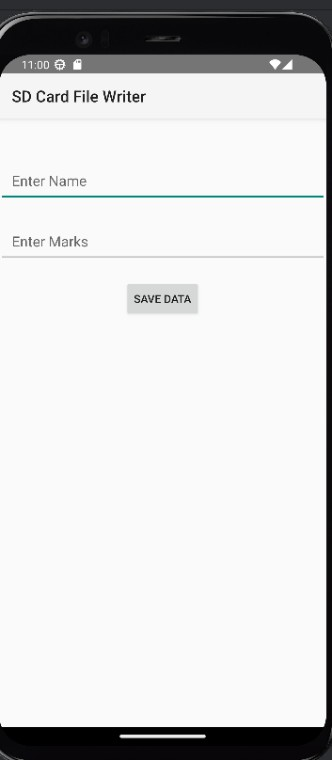 11:00
SD Card File Writer
Enter Name
Enter Marks
SAVE DATA